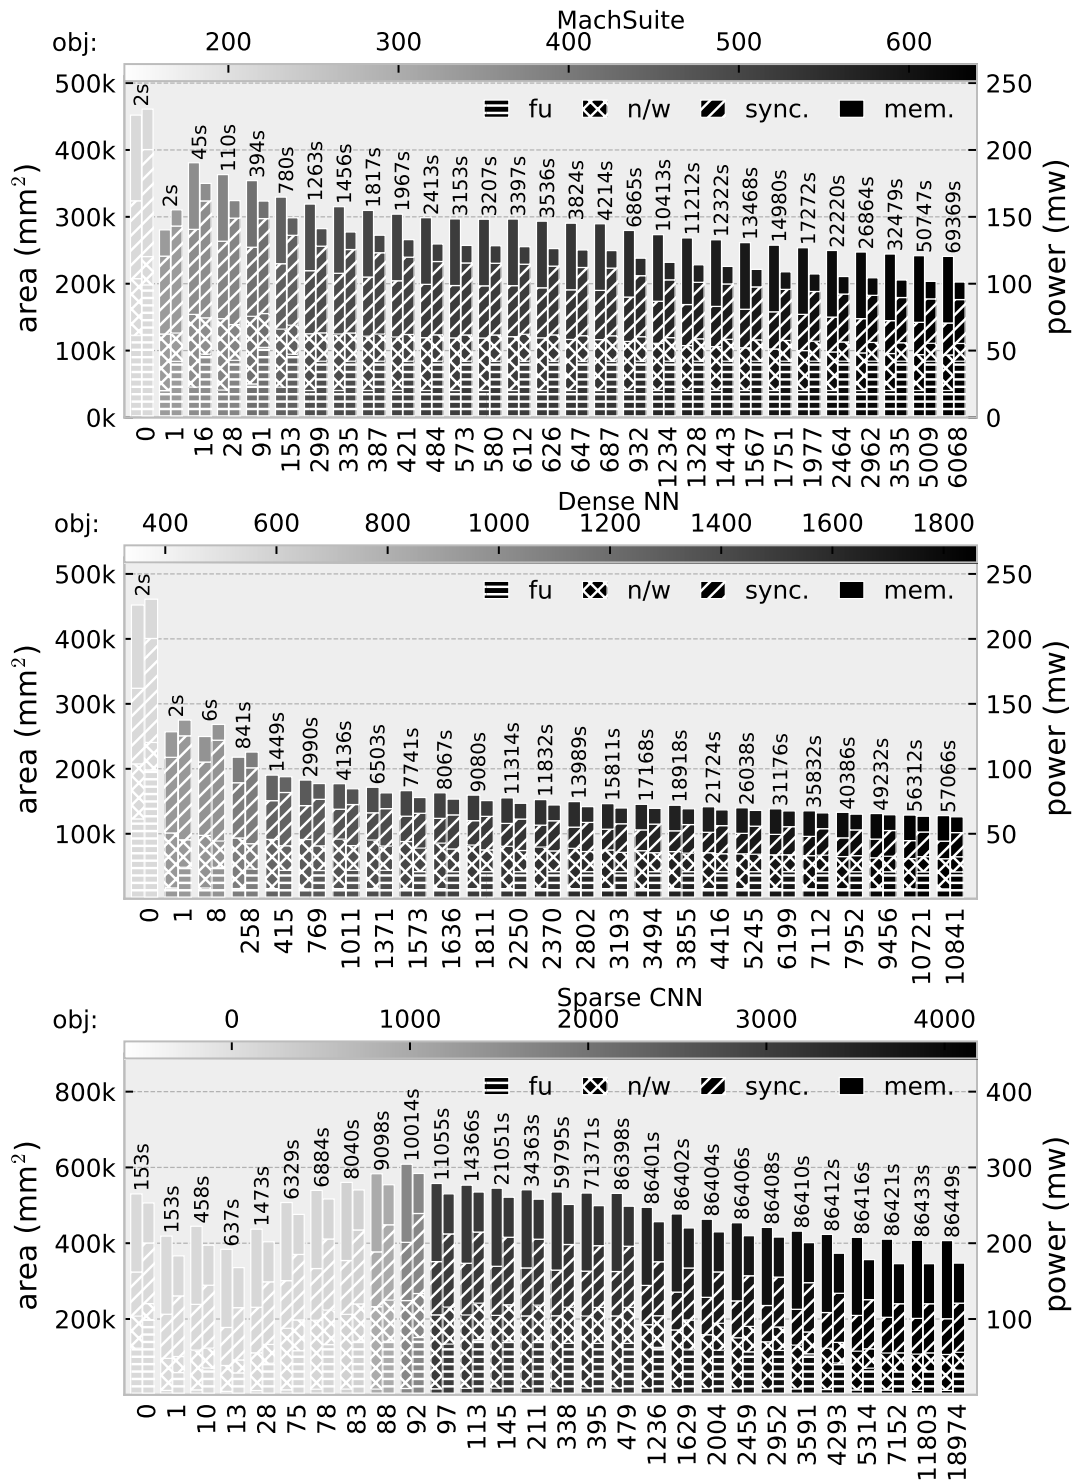 MachSuite
obj: 200 300 400 500 600
fu n/w sync. mem.
area (mm²)
power (mw)
500k 400k 300k 200k 100k 0k
250 200 150 100 50 0
2s 2s 45s 110s 394s 780s 1263s 1456s 1817s 1967s 2413s 3153s 3207s 3397s 3536s 3824s 4214s 6865s 10413s 11212s 12322s 13468s 14980s 17272s 22220s 26864s 32479s 50747s 69369s
0 1 16 28 91 153 299 335 387 421 484 573 580 612 626 647 687 932 1234 1328 1443 1567 1751 1977 2464 2962 3535 5009 6068
Dense NN
obj: 400 600 800 1000 1200 1400 1600 1800
fu n/w sync. mem.
area (mm²)
power (mw)
500k 400k 300k 200k 100k
250 200 150 100 50
2s 2s 6s 841s 1449s 2990s 4136s 6503s 7741s 8067s 9080s 11314s 11832s 13989s 15811s 17168s 18918s 21724s 26038s 31176s 35832s 40386s 49232s 56312s 57066s
0 1 8 258 415 769 1011 1371 1573 1636 1811 2250 2370 2802 3193 3494 3855 4416 5245 6199 7112 7952 9456 10721 10841
Sparse CNN
obj: 0 1000 2000 3000 4000
fu n/w sync. mem.
area (mm²)
power (mw)
800k 600k 400k 200k
400 300 200 100
153s 153s 458s 637s 1473s 6329s 6884s 8040s 9098s 10014s 11055s 14366s 21051s 34363s 59795s 71371s 86398s 86401s 86402s 86404s 86406s 86408s 86410s 86412s 86416s 86421s 86433s 86449s
0 1 10 13 28 75 78 83 88 92 97 113 145 211 338 395 479 1236 1629 2004 2459 2952 3591 4293 5314 7152 11803 18974